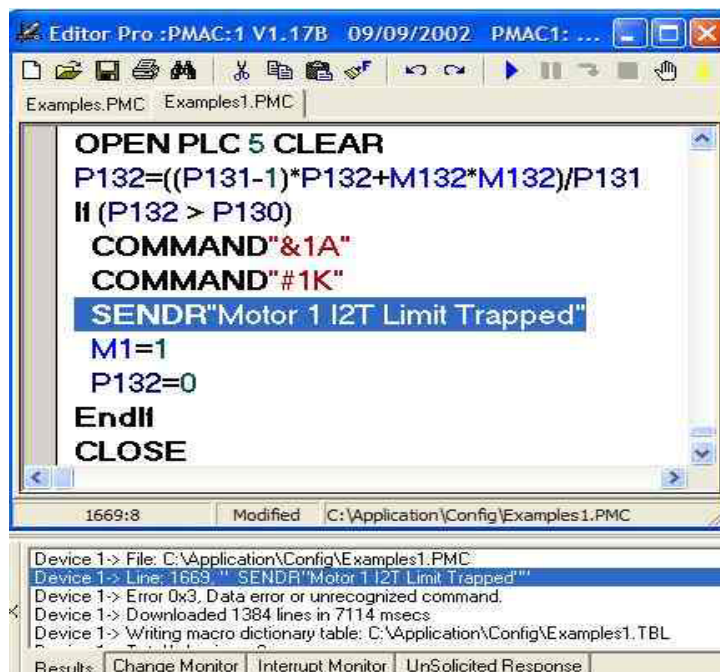 Editor Pro :PMAC:1 V1.17B 09/09/2002 PMAC1: ...
Examples.PMC Examples1.PMC
OPEN PLC 5 CLEAR
P132=((P131-1)*P132+M132*M132)/P131
If (P132 > P130)
COMMAND"&1A"
COMMAND"#1K"
SENDR"Motor 1 I2T Limit Trapped"
M1=1
P132=0
EndIf
CLOSE
1669:8 Modified C:\Application\Config\Examples1.PMC
Device 1-> File: C:\Application\Config\Examples1.PMC
Device 1-> Line: 1669, " SENDR"Motor 1 I2T Limit Trapped""
Device 1-> Error 0x3, Data error or unrecognized command.
Device 1-> Downloaded 1384 lines in 7114 msecs
Device 1-> Writing macro dictionary table: C:\Application\Config\Examples1.TBL
Results Change Monitor Interrupt Monitor UnSolicited Response